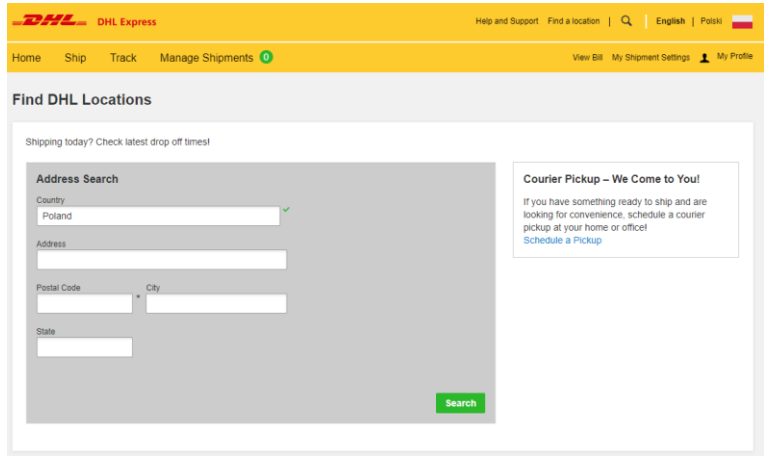 DHL DHL Express
Help and Support Find a location | English | Polski
Home Ship Track Manage Shipments 0
View Bill My Shipment Settings My Profile
Find DHL Locations
Shipping today? Check latest drop off times!
Address Search
Country
Poland
Address
Postal Code * City
State
Search
Courier Pickup – We Come to You!
If you have something ready to ship and are
looking for convenience, schedule a courier
pickup at your home or office!
Schedule a Pickup